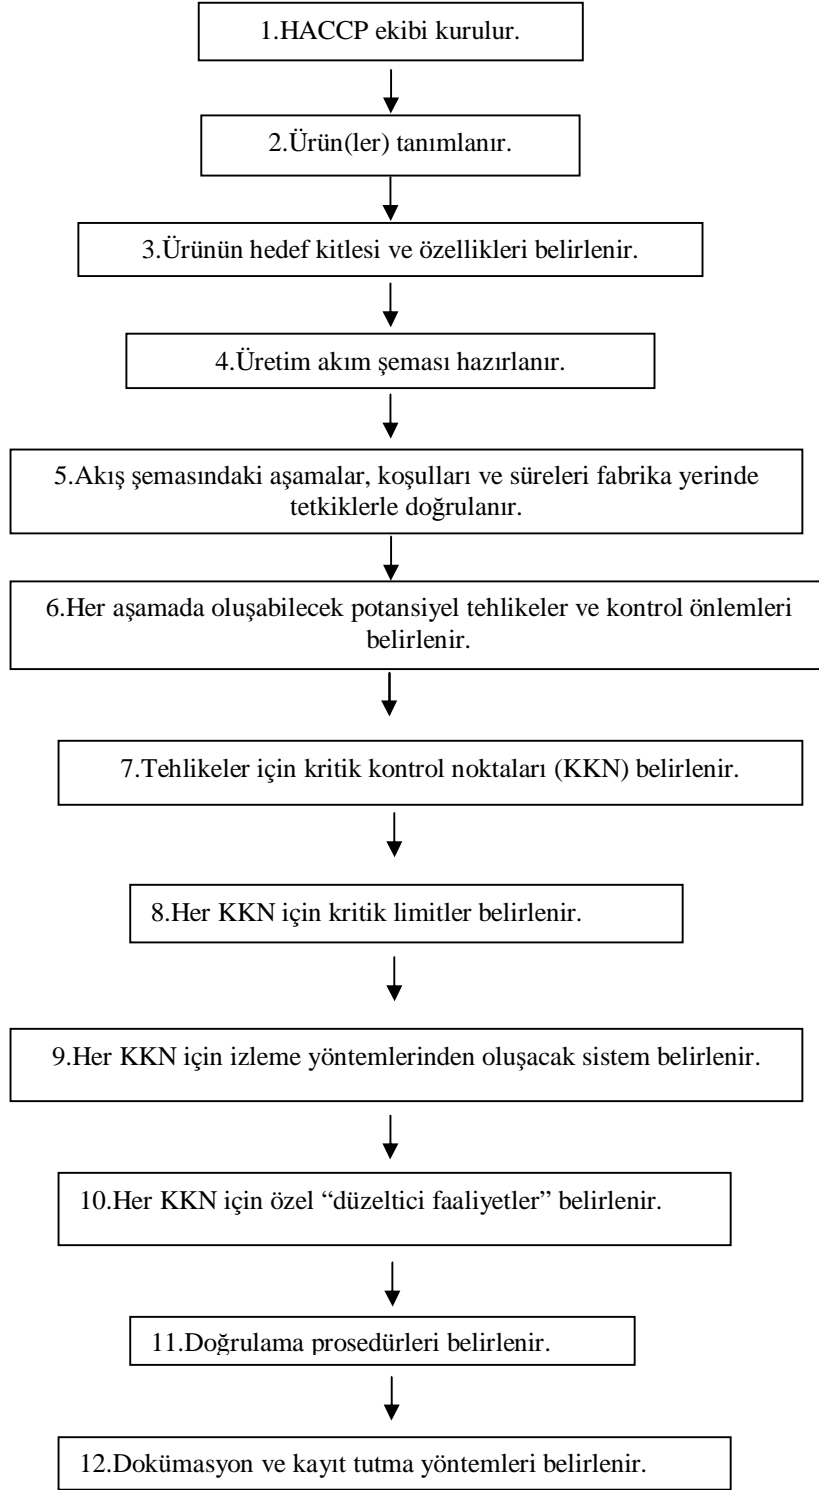 1.HACCP ekibi kurulur.
2.Ürün(ler) tanımlanır.
3.Ürünün hedef kitlesi ve özellikleri belirlenir.
4.Üretim akım şeması hazırlanır.
5.Akış şemasındaki aşamalar, koşulları ve süreleri fabrika yerinde
tetkiklerle doğrulanır.
6.Her aşamada oluşabilecek potansiyel tehlikeler ve kontrol önlemleri
belirlenir.
7.Tehlikeler için kritik kontrol noktaları (KKN) belirlenir.
8.Her KKN için kritik limitler belirlenir.
9.Her KKN için izleme yöntemlerinden oluşacak sistem belirlenir.
10.Her KKN için özel “düzeltici faaliyetler” belirlenir.
11.Doğrulama prosedürleri belirlenir.
12.Dokümasyon ve kayıt tutma yöntemleri belirlenir.